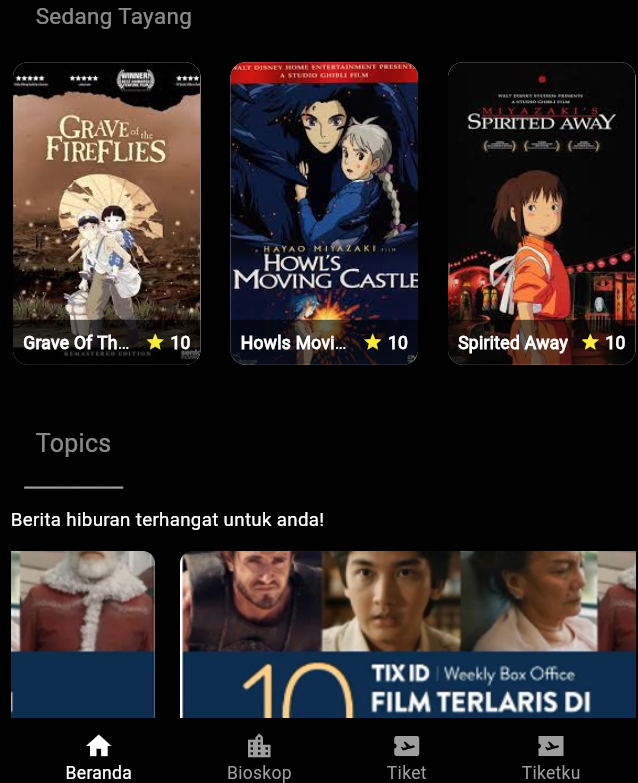 Sedang Tayang
WINNER!
GRAVE of the
FIREFLIES
Grave Of Th... 10
REMASTERED EDITION
WALT DISNEY HOME ENTERTAINMENT PRESENT
A STUDIO GHIBLI FILM
A HAYAO MIYAZAKI FILM
HOWL'S
MOVING CASTLE
Howls Movi... 10
WALT DISNEY STUDIOS PRESENTS
A STUDIO GHIBLI FILM
MIYAZAKI'S
SPIRITED AWAY
Spirited Away 10
Topics
Berita hiburan terhangat untuk anda!
10
TIX ID | Weekly Box Office
FILM TERLARIS DI
Beranda
Bioskop
Tiket
Tiketku